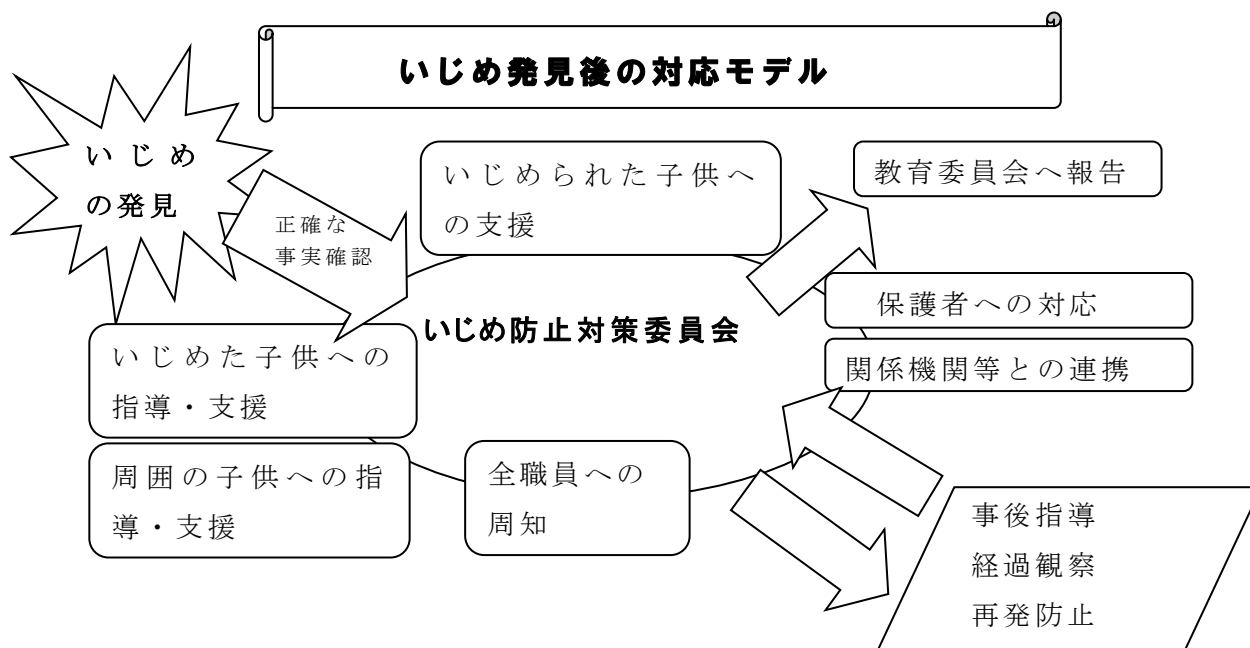 いじめ発見後の対応モデル
いじめ
の発見
正確な
事実確認
いじめられた子供へ
の支援
教育委員会へ報告
保護者への対応
関係機関等との連携
いじめ防止対策委員会
いじめた子供への
指導・支援
周囲の子供への指
導・支援
全職員への
周知
事後指導
経過観察
再発防止